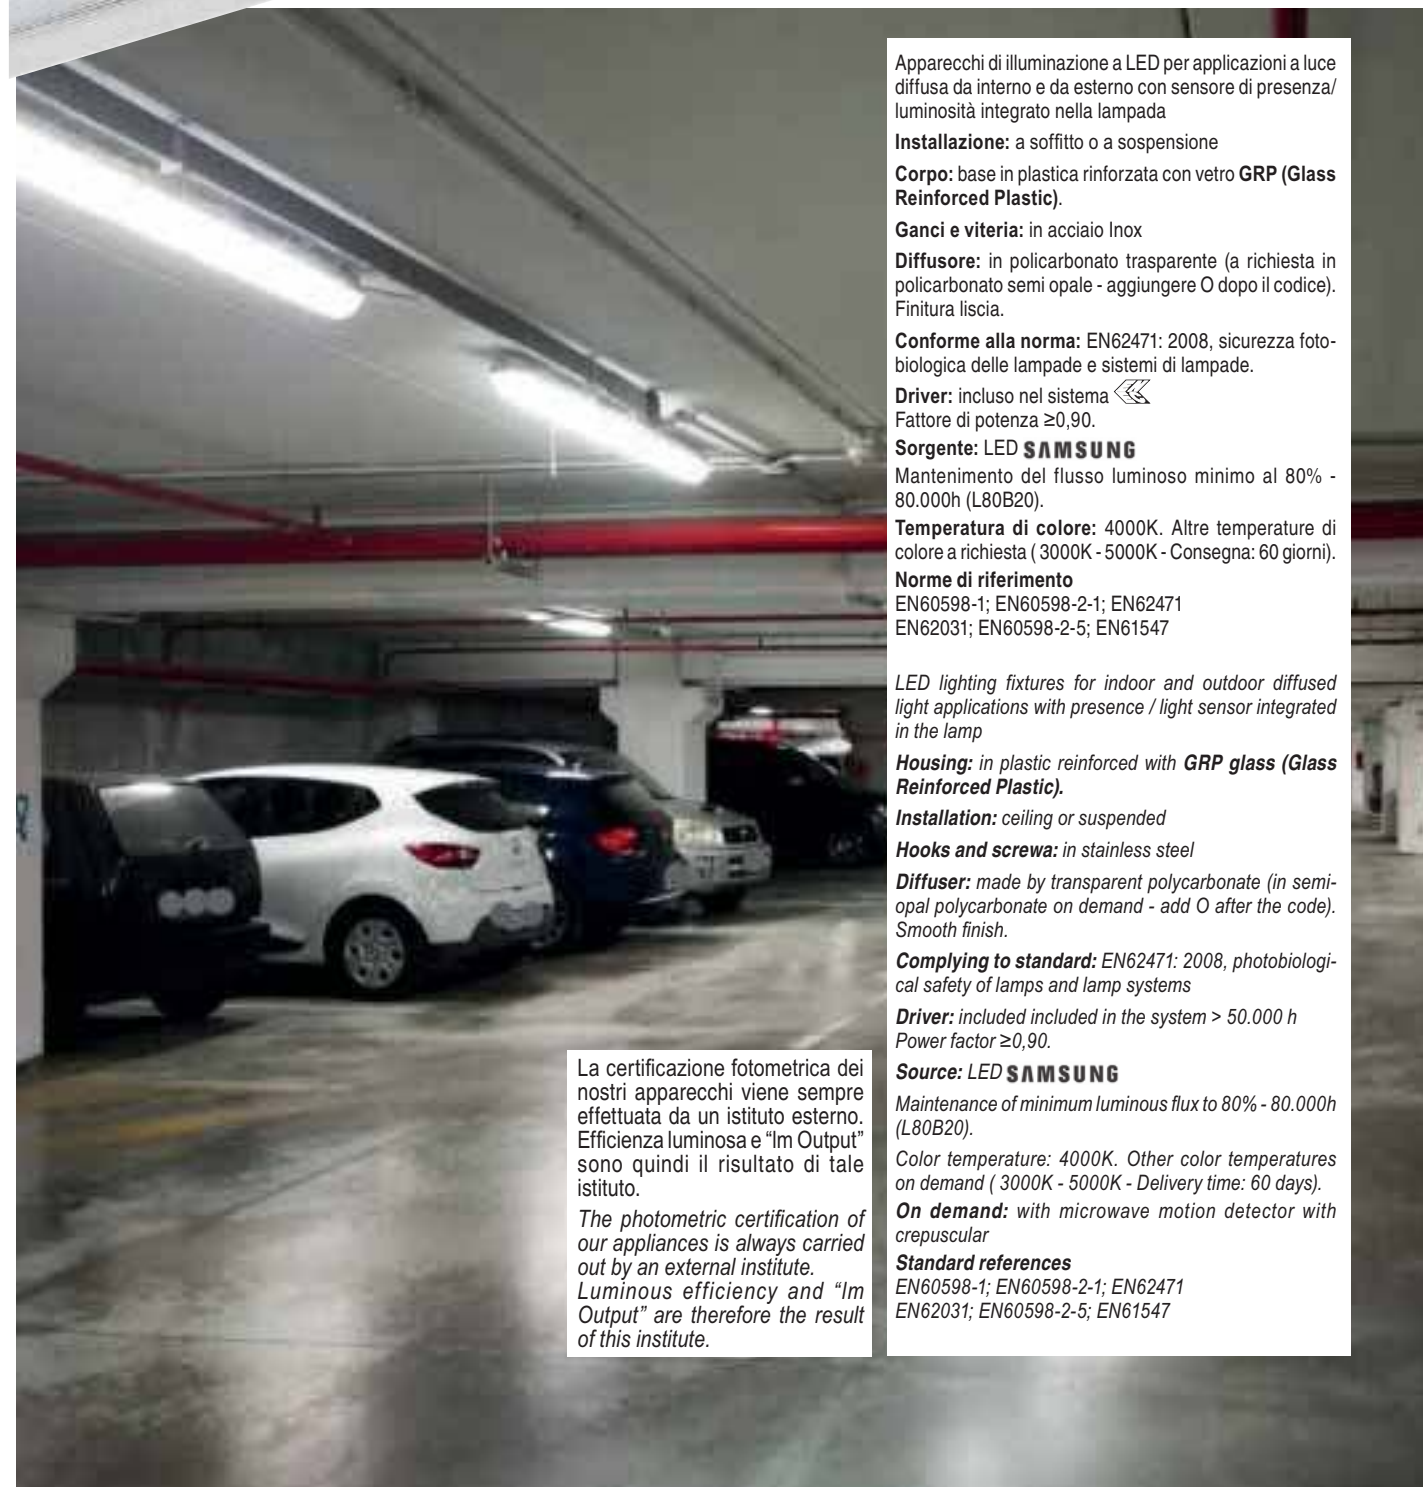 Apparecchi di illuminazione a LED per applicazioni a luce
diffusa da interno e da esterno con sensore di presenza/
luminosità integrato nella lampada
Installazione: a soffitto o a sospensione
Corpo: base in plastica rinforzata con vetro GRP (Glass
Reinforced Plastic).
Ganci e viteria: in acciaio Inox
Diffusore: in policarbonato trasparente (a richiesta in
policarbonato semi opale - aggiungere O dopo il codice).
Finitura liscia.
Conforme alla norma: EN62471: 2008, sicurezza foto-
biologica delle lampade e sistemi di lampade.
Driver: incluso nel sistema
Fattore di potenza ≥0,90.
Sorgente: LED SAMSUNG
Mantenimento del flusso luminoso minimo al 80% -
80.000h (L80B20).
Temperatura di colore: 4000K. Altre temperature di
colore a richiesta ( 3000K - 5000K - Consegna: 60 giorni).
Norme di riferimento
EN60598-1; EN60598-2-1; EN62471
EN62031; EN60598-2-5; EN61547
LED lighting fixtures for indoor and outdoor diffused
light applications with presence / light sensor integrated
in the lamp
Housing: in plastic reinforced with GRP glass (Glass
Reinforced Plastic).
Installation: ceiling or suspended
Hooks and screwa: in stainless steel
Diffuser: made by transparent polycarbonate (in semi-
opal polycarbonate on demand - add O after the code).
Smooth finish.
Complying to standard: EN62471: 2008, photobiologi-
cal safety of lamps and lamp systems
Driver: included included in the system > 50.000 h
Power factor ≥0,90.
Source: LED SAMSUNG
Maintenance of minimum luminous flux to 80% - 80.000h
(L80B20).
Color temperature: 4000K. Other color temperatures
on demand ( 3000K - 5000K - Delivery time: 60 days).
On demand: with microwave motion detector with
crepuscular
Standard references
EN60598-1; EN60598-2-1; EN62471
EN62031; EN60598-2-5; EN61547
La certificazione fotometrica dei
nostri apparecchi viene sempre
effettuata da un istituto esterno.
Efficienza luminosa e “lm Output”
sono quindi il risultato di tale
istituto.
The photometric certification of
our appliances is always carried
out by an external institute.
Luminous efficiency and “lm
Output” are therefore the result
of this institute.